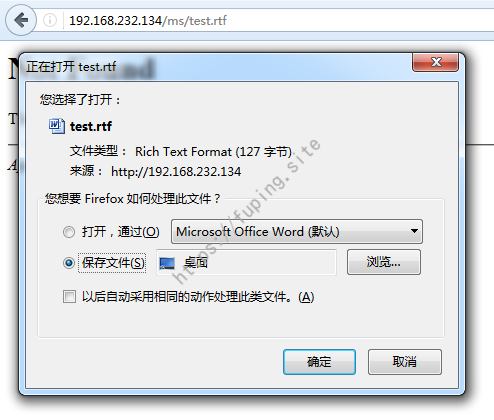 192.168.232.134/ms/test.rtf
正在打开 test.rtf
您选择了打开：
test.rtf
文件类型： Rich Text Format (127 字节)
来源： http://192.168.232.134
您想要 Firefox 如何处理此文件？
打开，通过(O) Microsoft Office Word (默认)
保存文件(S) 桌面 浏览...
以后自动采用相同的动作处理此类文件。(A)
确定 取消
https://fuping.site